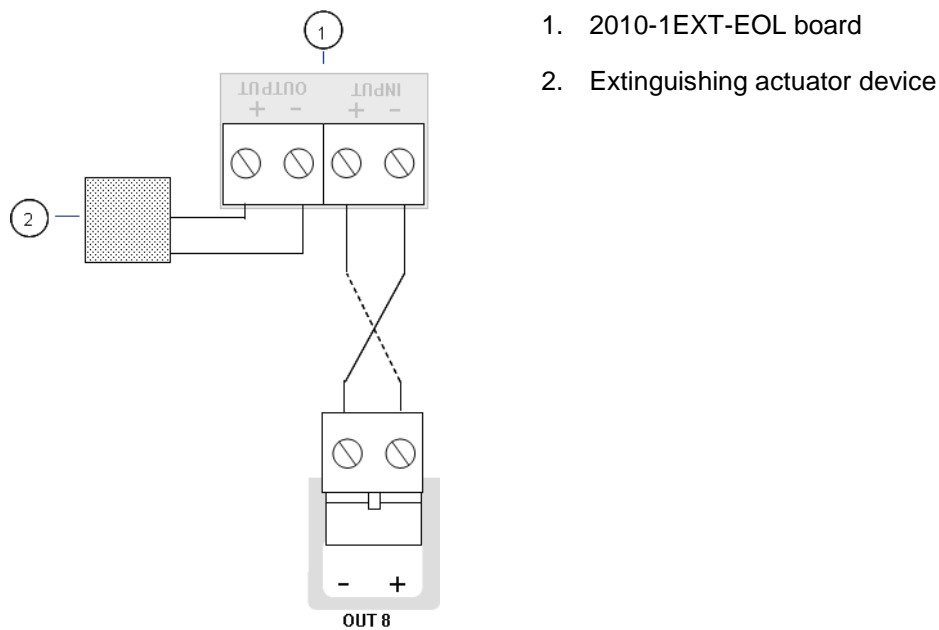 1
OUTPUT INPUT
+ - + -
2
- +
OUT 8
1. 2010-1EXT-EOL board
2. Extinguishing actuator device